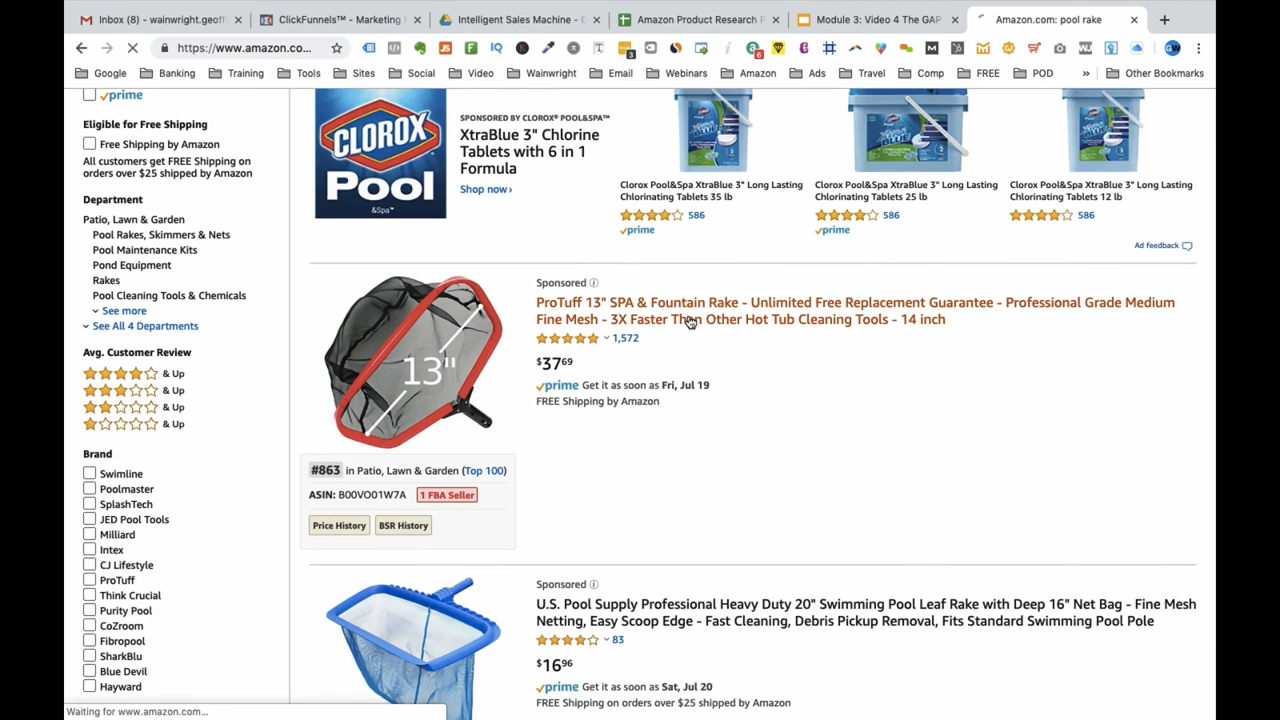 Inbox (8) - wainwright.geoff
ClickFunnels™ - Marketing
Intelligent Sales Machine - G
Amazon Product Research P
Module 3: Video 4 The GAP
Amazon.com: pool rake
https://www.amazon.co...
Google
Banking
Training
Tools
Sites
Social
Video
Wainwright
Email
Webinars
Amazon
Ads
Travel
Comp
FREE
POD
Other Bookmarks
prime
Eligible for Free Shipping
Free Shipping by Amazon
All customers get FREE Shipping on
orders over $25 shipped by Amazon
Department
Patio, Lawn & Garden
Pool Rakes, Skimmers & Nets
Pool Maintenance Kits
Pond Equipment
Rakes
Pool Cleaning Tools & Chemicals
See more
See All 4 Departments
Avg. Customer Review
& Up
& Up
& Up
& Up
Brand
Swimline
Poolmaster
SplashTech
JED Pool Tools
Milliard
Intex
CJ Lifestyle
ProTuff
Think Crucial
Purity Pool
CoZroom
Fibropool
SharkBlu
Blue Devil
Hayward
Waiting for www.amazon.com...
CLOROX
Pool
&Spa™
SPONSORED BY CLOROX® POOL&SPA™
XtraBlue 3" Chlorine
Tablets with 6 in 1
Formula
Shop now ›
Clorox Pool&Spa XtraBlue 3" Long Lasting
Chlorinating Tablets 35 lb
586
prime
Clorox Pool&Spa XtraBlue 3" Long Lasting
Chlorinating Tablets 25 lb
586
prime
Clorox Pool&Spa XtraBlue 3" Long Lasting
Chlorinating Tablets 12 lb
586
Ad feedback
13"
Sponsored
ProTuff 13" SPA & Fountain Rake - Unlimited Free Replacement Guarantee - Professional Grade Medium
Fine Mesh - 3X Faster Than Other Hot Tub Cleaning Tools - 14 inch
1,572
$37 69
prime Get it as soon as Fri, Jul 19
FREE Shipping by Amazon
#863 in Patio, Lawn & Garden (Top 100)
ASIN: B00VO01W7A 1 FBA Seller
Price History BSR History
Sponsored
U.S. Pool Supply Professional Heavy Duty 20" Swimming Pool Leaf Rake with Deep 16" Net Bag - Fine Mesh
Netting, Easy Scoop Edge - Fast Cleaning, Debris Pickup Removal, Fits Standard Swimming Pool Pole
83
$16 96
prime Get it as soon as Sat, Jul 20
FREE Shipping on orders over $25 shipped by Amazon